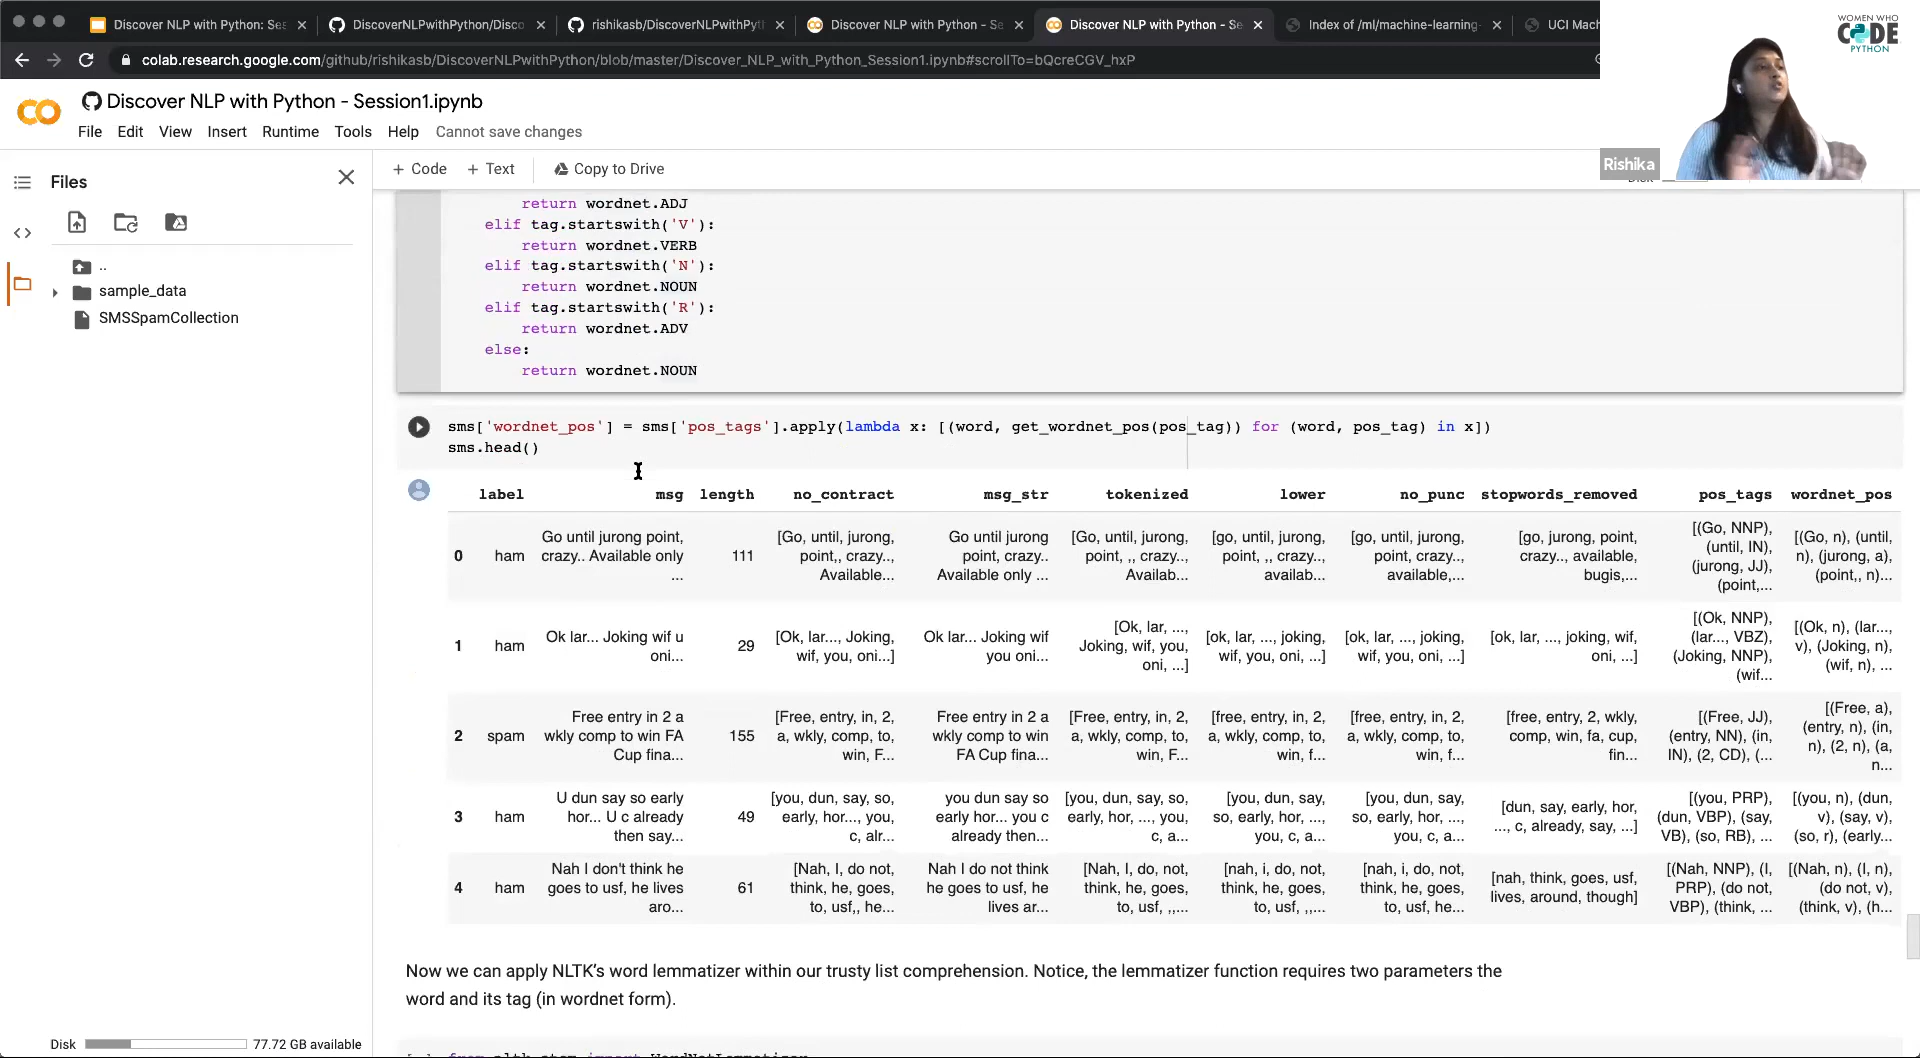 Discover NLP with Python: Ses
DiscoverNLPwithPython/Disco
rishikasb/DiscoverNLPwithPyt
Discover NLP with Python - Se
Discover NLP with Python - Se
Index of /ml/machine-learning-
UCI Mach
WOMEN WHO
CODE
PYTHON
colab.research.google.com/github/rishikasb/DiscoverNLPwithPython/blob/master/Discover_NLP_with_Python_Session1.ipynb#scrollTo=bQcreCGV_hxP
Discover NLP with Python - Session1.ipynb
File Edit View Insert Runtime Tools Help Cannot save changes
Rishika
+ Code + Text Copy to Drive
Disk
Files
..
sample_data
SMSSpamCollection
return wordnet.ADJ
elif tag.startswith('V'):
return wordnet.VERB
elif tag.startswith('N'):
return wordnet.NOUN
elif tag.startswith('R'):
return wordnet.ADV
else:
return wordnet.NOUN
sms['wordnet_pos'] = sms['pos_tags'].apply(lambda x: [(word, get_wordnet_pos(pos_tag)) for (word, pos_tag) in x])
sms.head()
label msg length no_contract msg_str tokenized lower no_punc stopwords_removed pos_tags wordnet_pos
0 ham Go until jurong point, crazy.. Available only ... 111 [Go, until, jurong, point,, crazy.., Available... Go until jurong point, crazy.. Available only ... [Go, until, jurong, point, ,, crazy.., Availab... [go, until, jurong, point, ,, crazy.., availab... [go, until, jurong, point, crazy.., available,... [go, jurong, point, crazy.., available, bugis,... [(Go, NNP), (until, IN), (jurong, JJ), (point,... [(Go, n), (until, n), (jurong, a), (point,, n)...
1 ham Ok lar... Joking wif u oni... 29 [Ok, lar..., Joking, wif, you, oni...] Ok lar... Joking wif you oni... [Ok, lar, ..., Joking, wif, you, oni, ...] [ok, lar, ..., joking, wif, you, oni, ...] [ok, lar, ..., joking, wif, you, oni, ...] [ok, lar, ..., joking, wif, oni, ...] [(Ok, NNP), (lar..., VBZ), (Joking, NNP), (wif... [(Ok, n), (lar..., v), (Joking, n), (wif, n), ...
2 spam Free entry in 2 a wkly comp to win FA Cup fina... 155 [Free, entry, in, 2, a, wkly, comp, to, win, F... Free entry in 2 a wkly comp to win FA Cup fina... [Free, entry, in, 2, a, wkly, comp, to, win, F... [free, entry, in, 2, a, wkly, comp, to, win, f... [free, entry, in, 2, a, wkly, comp, to, win, f... [free, entry, 2, wkly, comp, win, fa, cup, fin... [(Free, JJ), (entry, NN), (in, IN), (2, CD), (... [(Free, a), (entry, n), (in, n), (2, n), (a, n...
3 ham U dun say so early hor... U c already then say... 49 [you, dun, say, so, early, hor..., you, c, alr... you dun say so early hor... you c already then... [you, dun, say, so, early, hor, ..., you, c, a... [you, dun, say, so, early, hor, ..., you, c, a... [you, dun, say, so, early, hor, ..., you, c, a... [dun, say, early, hor, ..., c, already, say, ...] [(you, PRP), (dun, VBP), (say, VB), (so, RB), ... [(you, n), (dun, v), (say, v), (so, r), (early...
4 ham Nah I don't think he goes to usf, he lives aro... 61 [Nah, I, do not, think, he, goes, to, usf,, he... Nah I do not think he goes to usf, he lives ar... [Nah, I, do, not, think, he, goes, to, usf, ,,... [nah, i, do, not, think, he, goes, to, usf, ,,... [nah, i, do, not, think, he, goes, to, usf, he... [nah, think, goes, usf, lives, around, though] [(Nah, NNP), (I, PRP), (do not, VBP), (think, ... [(Nah, n), (I, n), (do not, v), (think, v), (h...
Now we can apply NLTK's word lemmatizer within our trusty list comprehension. Notice, the lemmatizer function requires two parameters the
word and its tag (in wordnet form).
Disk 77.72 GB available